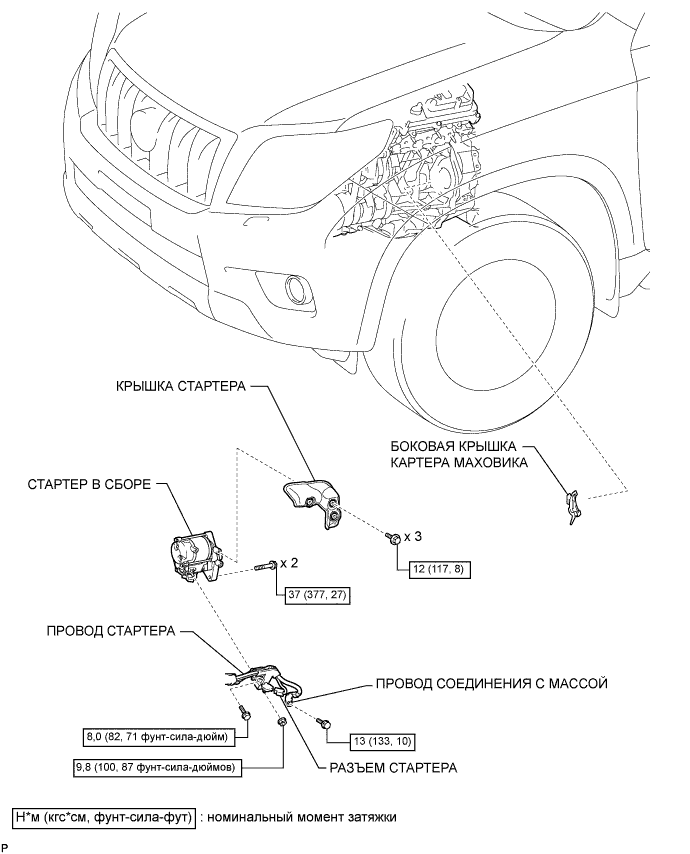 КРЫШКА СТАРТЕРА
БОКОВАЯ КРЫШКА
КАРТЕРА МАХОВИКА
СТАРТЕР В СБОРЕ
x 3
12 (117, 8)
x 2
37 (377, 27)
ПРОВОД СТАРТЕРА
ПРОВОД СОЕДИНЕНИЯ С МАССОЙ
8,0 (82, 71 фунт-сила-дюйм)
13 (133, 10)
9,8 (100, 87 фунт-сила-дюймов)
РАЗЪЕМ СТАРТЕРА
Н*м (кгс*см, фунт-сила-фут) : номинальный момент затяжки
P